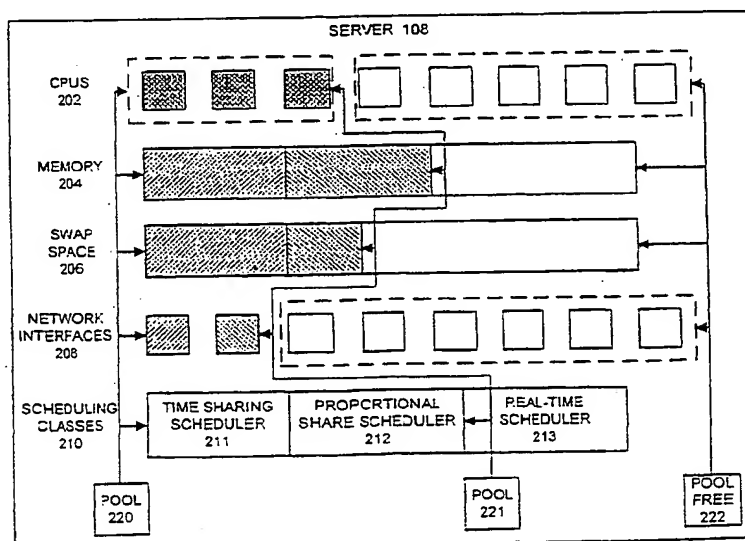 SERVER 108
CPUS
202
MEMORY
204
SWAP
SPACE
206
NETWORK
INTERFACES
208
SCHEDULING
CLASSES
210
TIME SHARING
SCHEDULER
211
PROPORTIONAL
SHARE SCHEDULER
212
REAL-TIME
SCHEDULER
213
POOL
220
POOL
221
POOL
FREE
222